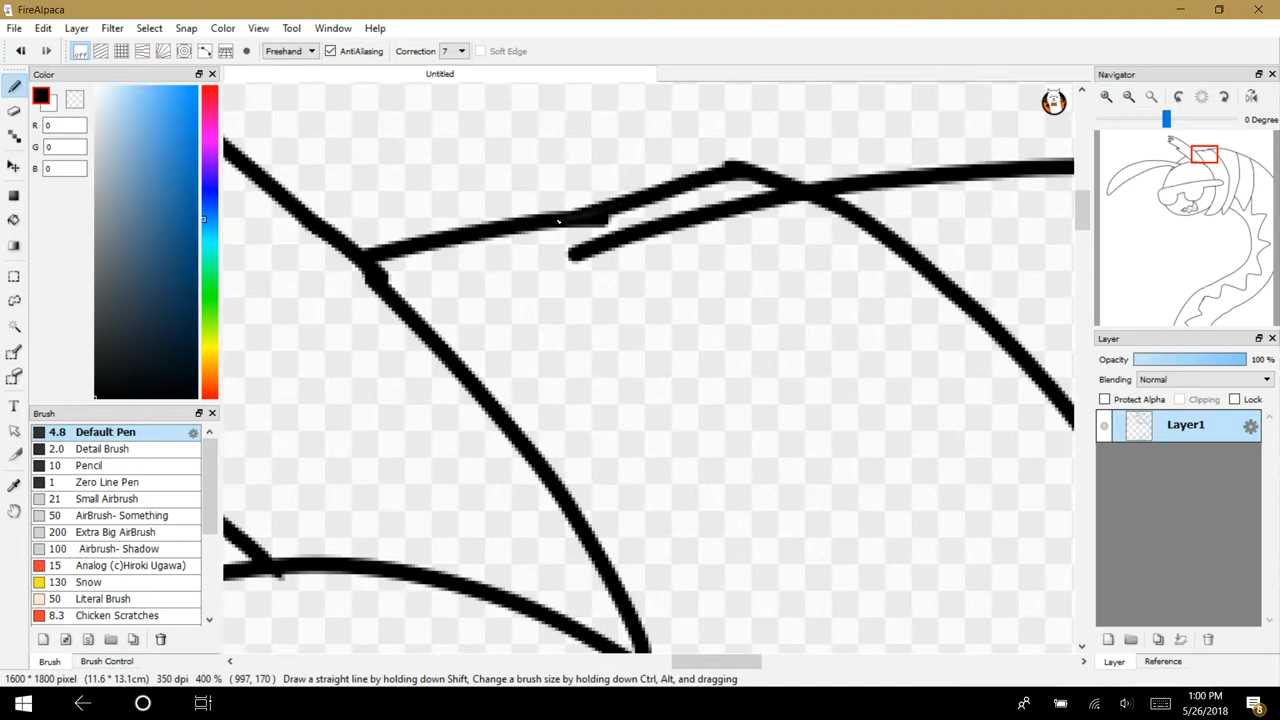 FireAlpaca
File Edit Layer Filter Select Snap Color View Tool Window Help
off Freehand AntiAliasing Correction 7 Soft Edge
Color
Untitled
Navigator
R 0
G 0
B 0
0 Degree
Layer
Opacity 100 %
Blending Normal
Protect Alpha Clipping Lock
Layer1
Brush
4.8 Default Pen
2.0 Detail Brush
10 Pencil
1 Zero Line Pen
21 Small Airbrush
50 AirBrush- Something
200 Extra Big AirBrush
100 Airbrush- Shadow
15 Analog (c)Hiroki Ugawa)
130 Snow
50 Literal Brush
8.3 Chicken Scratches
Brush Brush Control
Layer Reference
1600 * 1800 pixel (11.6 * 13.1cm) 350 dpi 400 % ( 997, 170 ) Draw a straight line by holding down Shift, Change a brush size by holding down Ctrl, Alt, and dragging
T
1:00 PM
5/26/2018
8